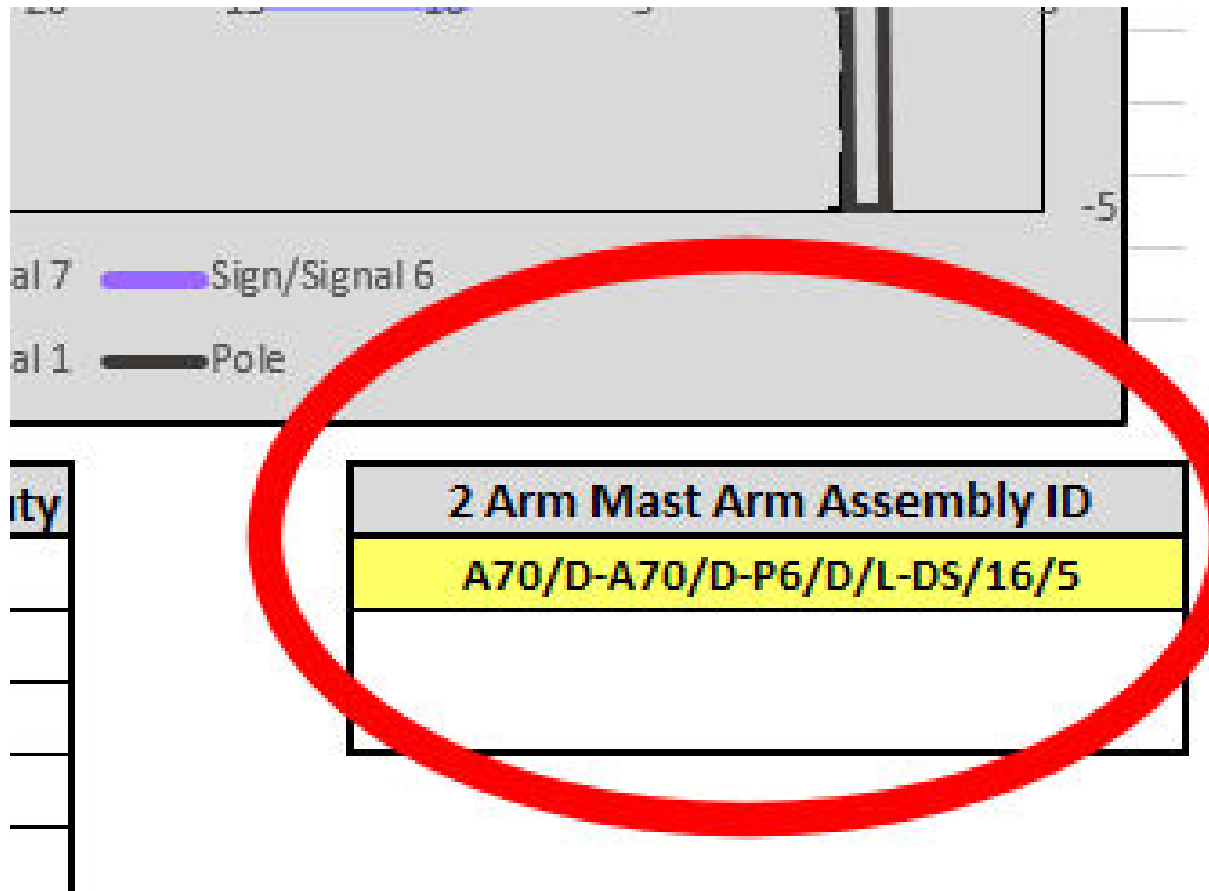 -5
al 7 Sign/Signal 6
al 1 Pole
ity
2 Arm Mast Arm Assembly ID
A70/D-A70/D-P6/D/L-DS/16/5